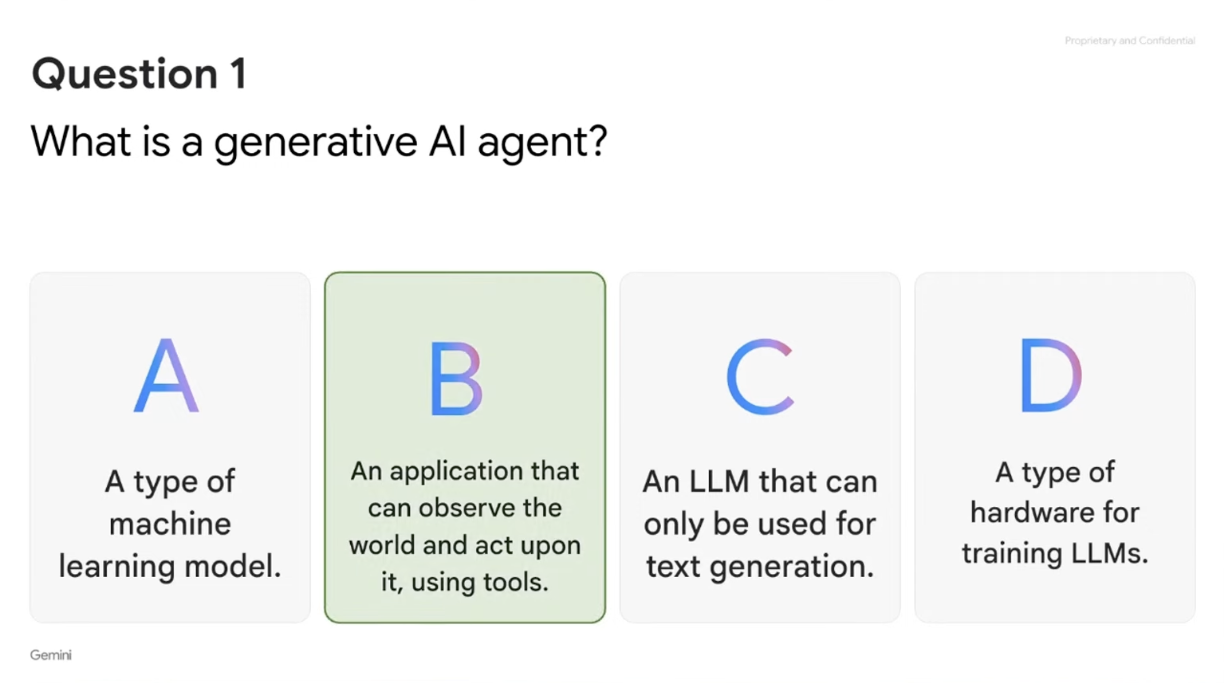 Proprietary and Confidential
Question 1
What is a generative AI agent?
A
A type of
machine
learning model.
B
An application that
can observe the
world and act upon
it, using tools.
C
An LLM that can
only be used for
text generation.
D
A type of
hardware for
training LLMs.
Gemini